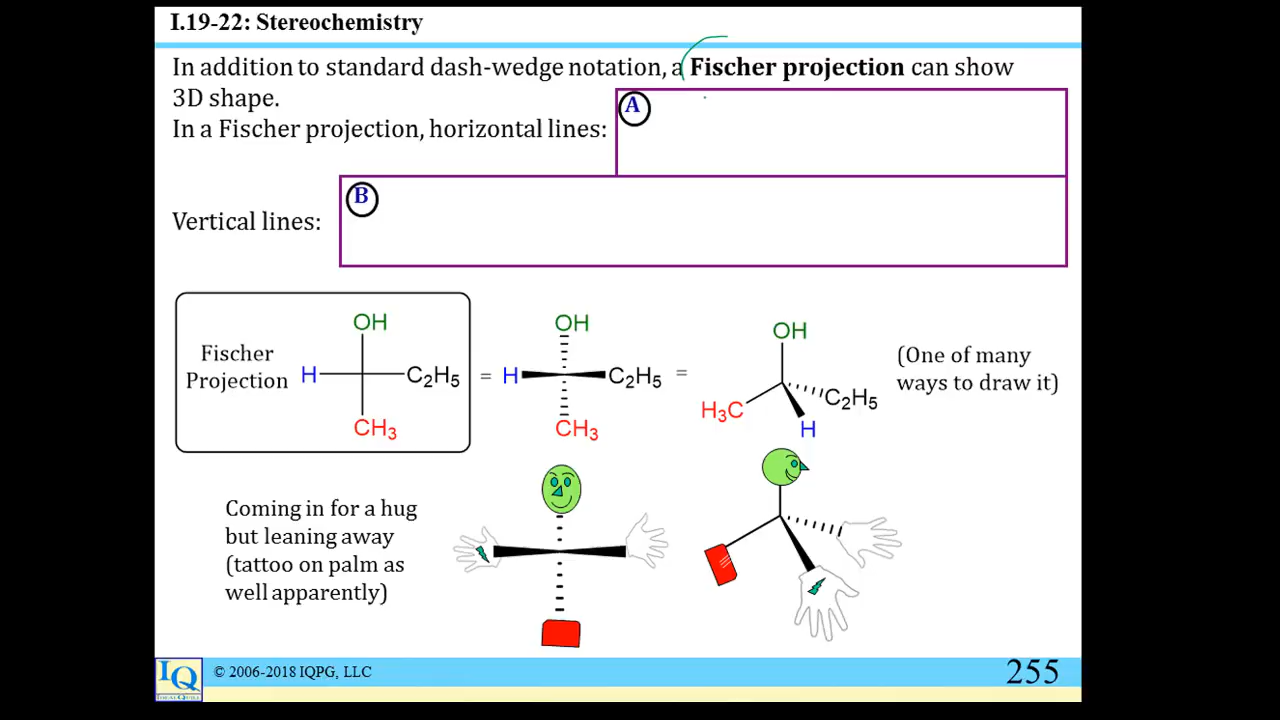 I.19-22: Stereochemistry
In addition to standard dash-wedge notation, a Fischer projection can show
3D shape.
In a Fischer projection, horizontal lines:
A
B
Vertical lines:
Fischer
Projection
OH
H
C₂H₅
CH₃
=
OH
H
C₂H₅
CH₃
=
OH
H₃C
C₂H₅
H
(One of many
ways to draw it)
Coming in for a hug
but leaning away
(tattoo on palm as
well apparently)
IQ
© 2006-2018 IQPG, LLC
255